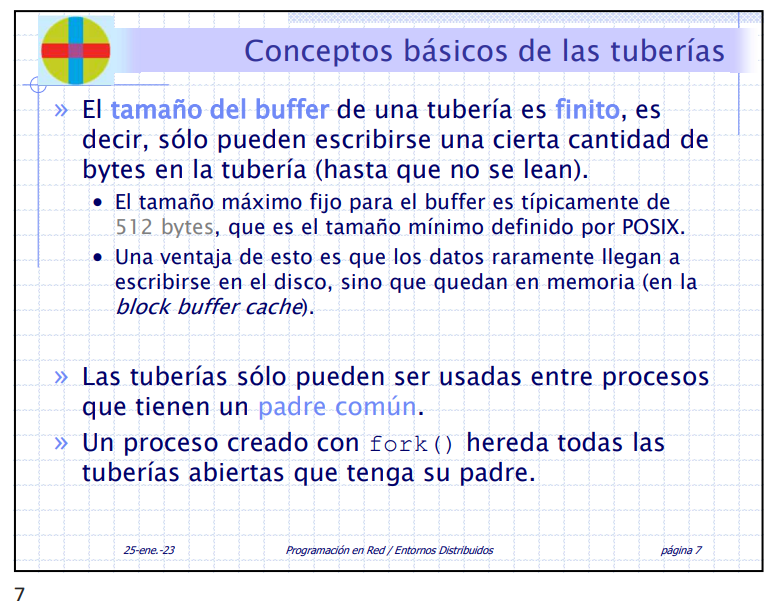 Conceptos básicos de las tuberías
» El tamaño del buffer de una tubería es finito, es
decir, sólo pueden escribirse una cierta cantidad de
bytes en la tubería (hasta que no se lean).
• El tamaño máximo fijo para el buffer es típicamente de
512 bytes, que es el tamaño mínimo definido por POSIX.
• Una ventaja de esto es que los datos raramente llegan a
escribirse en el disco, sino que quedan en memoria (en la
block buffer cache).
» Las tuberías sólo pueden ser usadas entre procesos
que tienen un padre común.
» Un proceso creado con fork() hereda todas las
tuberías abiertas que tenga su padre.
25-ene.-23 Programación en Red / Entornos Distribuidos página 7
7